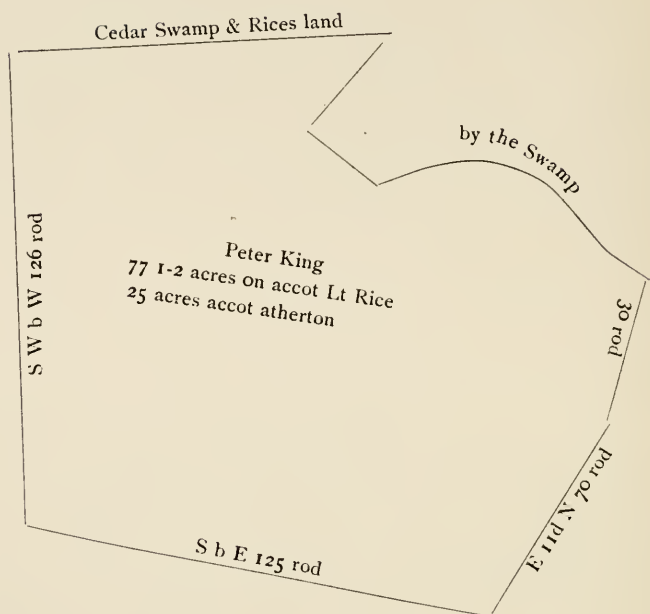 Cedar Swamp & Rices land
by the Swamp
S W b W 126 rod
Peter King
77 1-2 acres on accot Lt Rice
25 acres accot atherton
30 rod
E 11d N 70 rod
S b E 125 rod